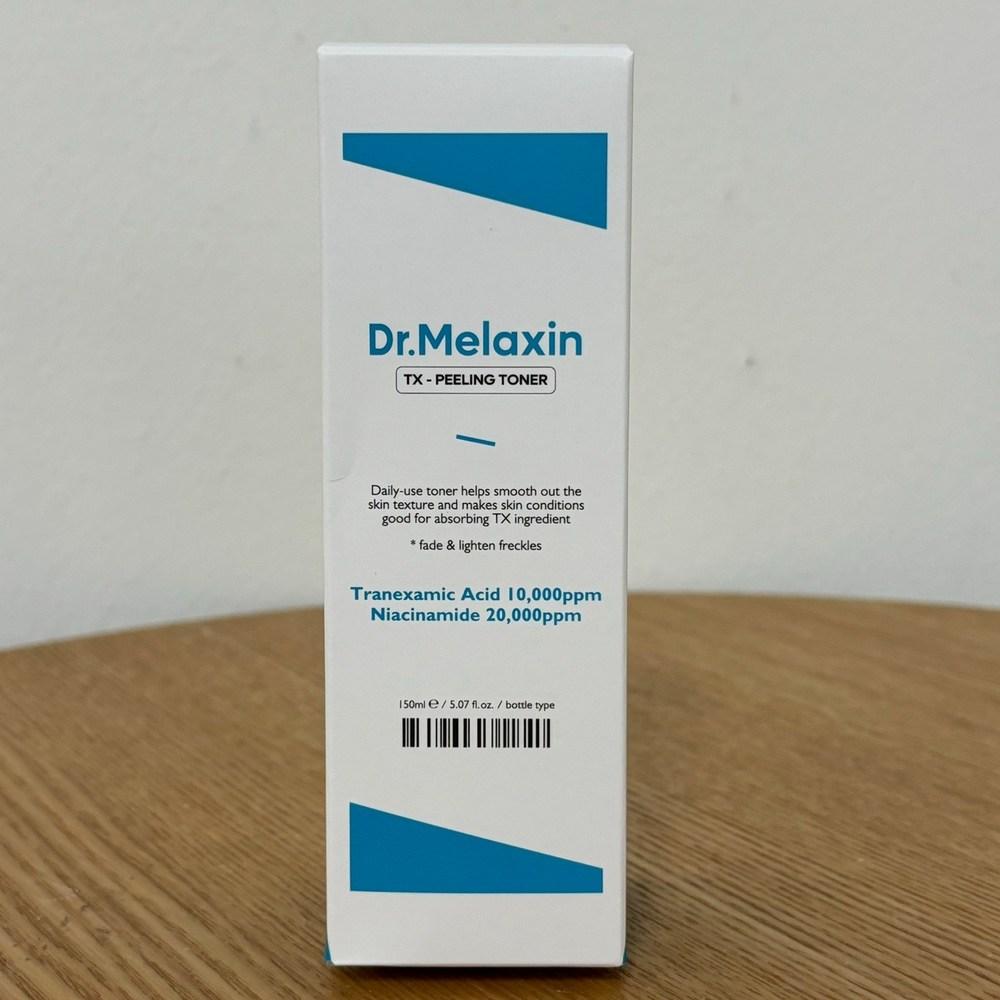 Dr.Melaxin
TX - PEELING TONER
Daily-use toner helps smooth out the
skin texture and makes skin conditions
good for absorbing TX ingredient
* fade & lighten freckles
Tranexamic Acid 10,000ppm
Niacinamide 20,000ppm
150ml ℮ / 5.07 fl.oz. / bottle type